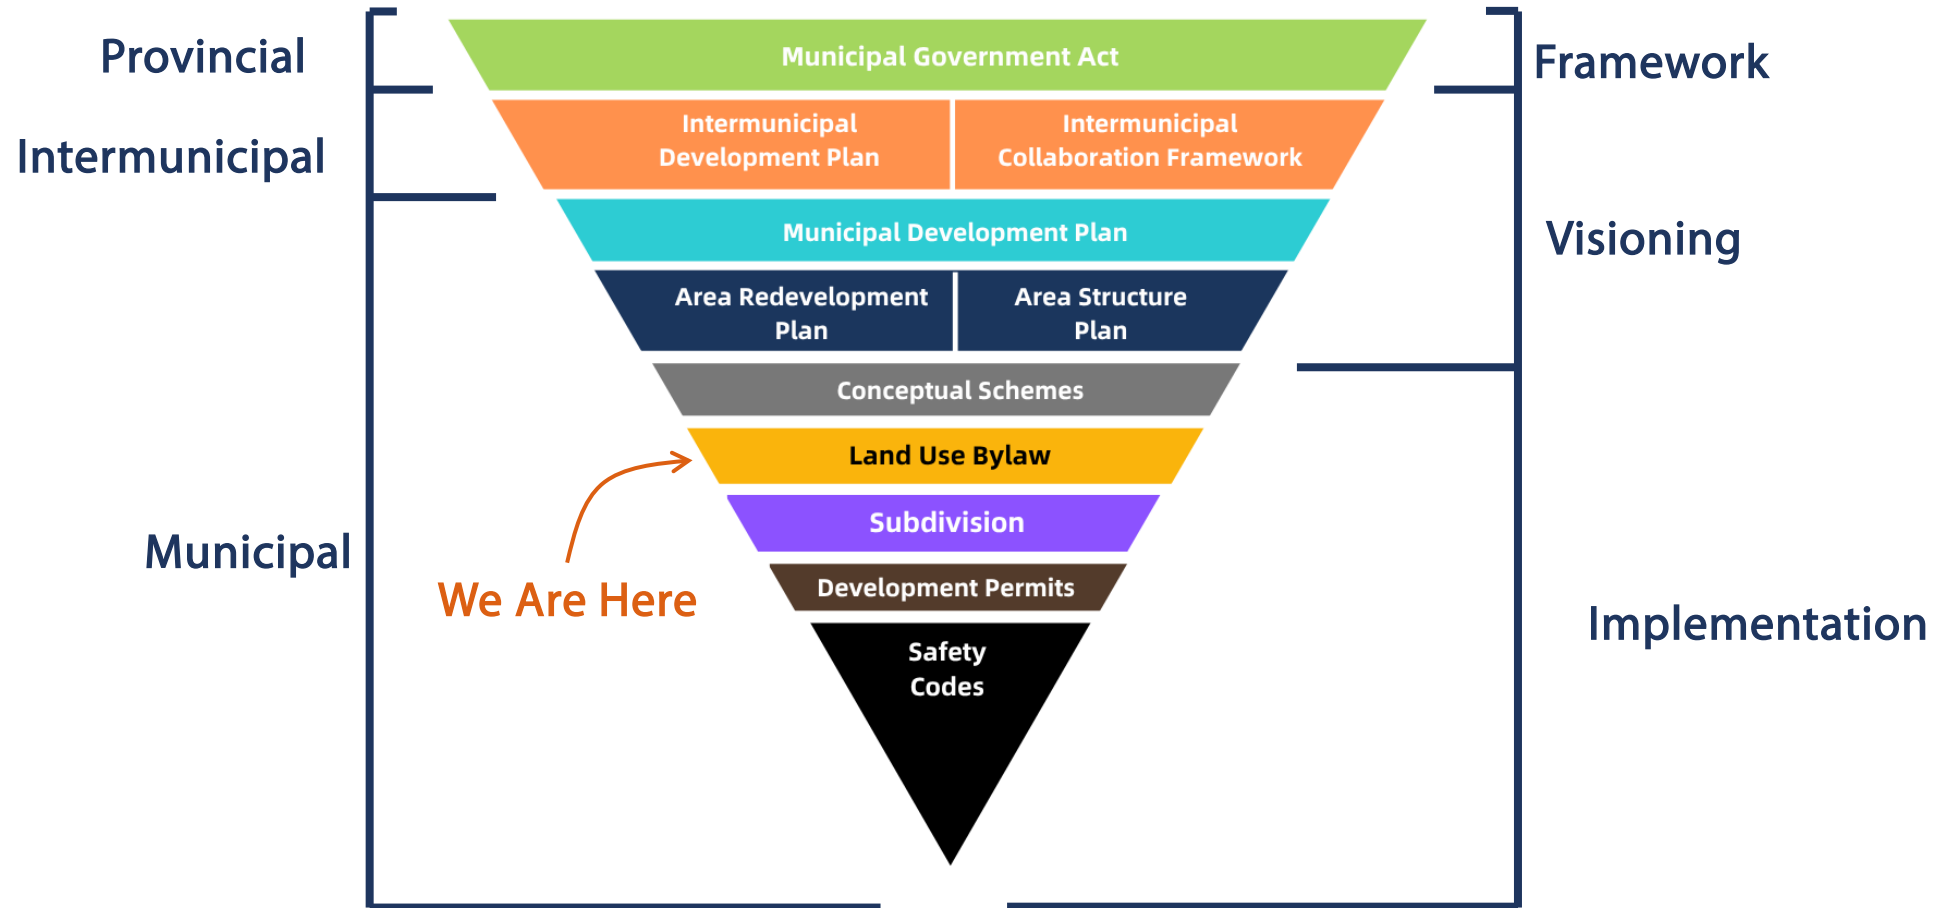 Provincial
Municipal Government Act
Framework
Intermunicipal
Intermunicipal
Development Plan
Intermunicipal
Collaboration Framework
Municipal Development Plan
Visioning
Area Redevelopment
Plan
Area Structure
Plan
Conceptual Schemes
Land Use Bylaw
Subdivision
Municipal
We Are Here
Development Permits
Implementation
Safety
Codes